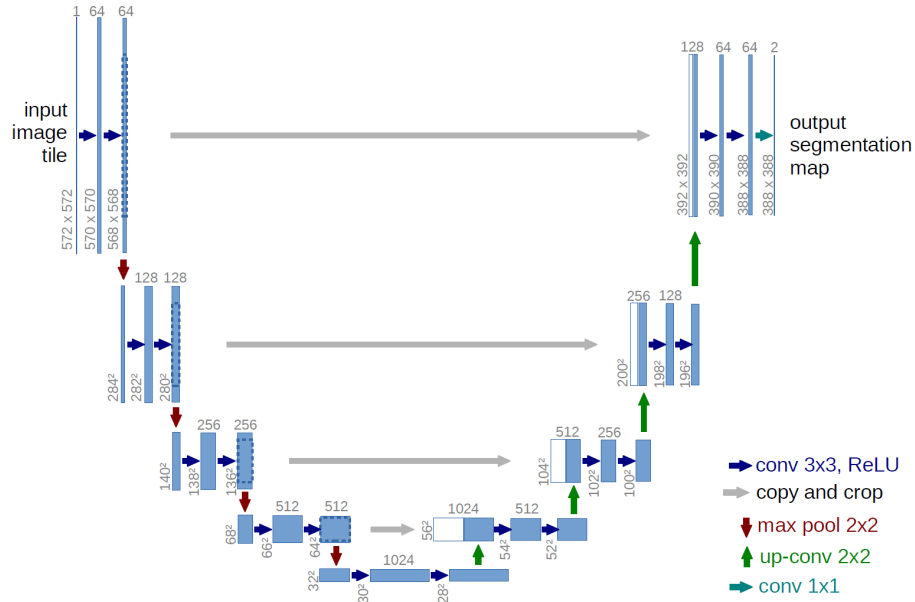 1 64 64
input
image
tile
572 x 572
570 x 570
568 x 568
128 64 64 2
output
segmentation
map
392 x 392
390 x 390
388 x 388
388 x 388
128 128
284²
282²
280²
256 128
200²
198²
196²
256 256
140²
138²
136²
512 256
104²
102²
100²
512 512
68²
66²
64²
1024 512
56²
54²
52²
1024
32²
30²
28²
conv 3x3, ReLU
copy and crop
max pool 2x2
up-conv 2x2
conv 1x1